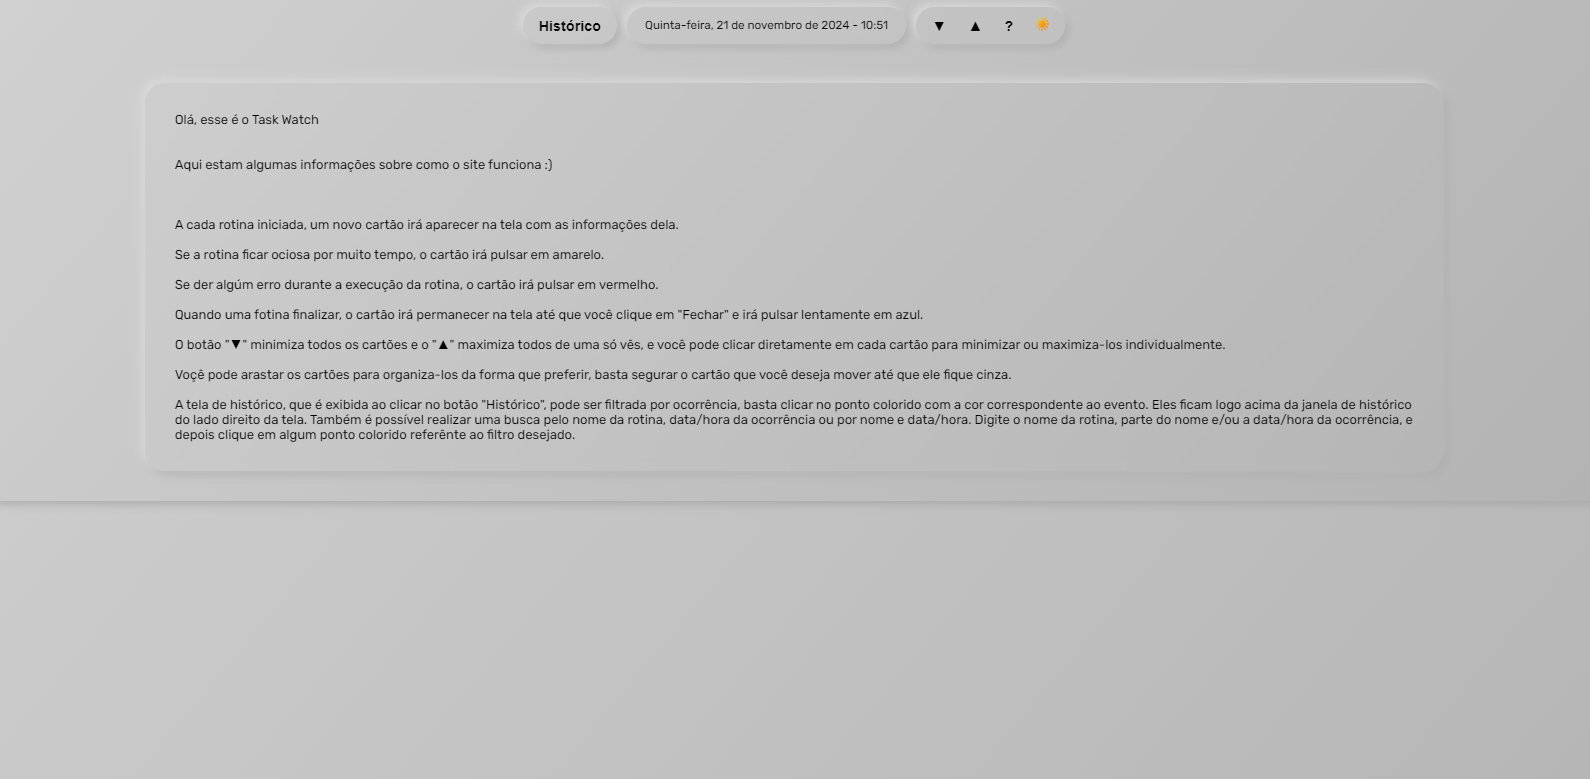 Histórico
Quinta-feira, 21 de novembro de 2024 - 10:51
▼ ▲ ?
Olá, esse é o Task Watch
Aqui estam algumas informações sobre como o site funciona :)
A cada rotina iniciada, um novo cartão irá aparecer na tela com as informações dela.
Se a rotina ficar ociosa por muito tempo, o cartão irá pulsar em amarelo.
Se der algúm erro durante a execução da rotina, o cartão irá pulsar em vermelho.
Quando uma fotina finalizar, o cartão irá permanecer na tela até que você clique em "Fechar" e irá pulsar lentamente em azul.
O botão "▼" minimiza todos os cartões e o "▲" maximiza todos de uma só vês, e você pode clicar diretamente em cada cartão para minimizar ou maximiza-los individualmente.
Voçê pode arastar os cartões para organiza-los da forma que preferir, basta segurar o cartão que você deseja mover até que ele fique cinza.
A tela de histórico, que é exibida ao clicar no botão "Histórico", pode ser filtrada por ocorrência, basta clicar no ponto colorido com a cor correspondente ao evento. Eles ficam logo acima da janela de histórico
do lado direito da tela. Também é possível realizar uma busca pelo nome da rotina, data/hora da ocorrência ou por nome e data/hora. Digite o nome da rotina, parte do nome e/ou a data/hora da ocorrência, e
depois clique em algum ponto colorido referênte ao filtro desejado.